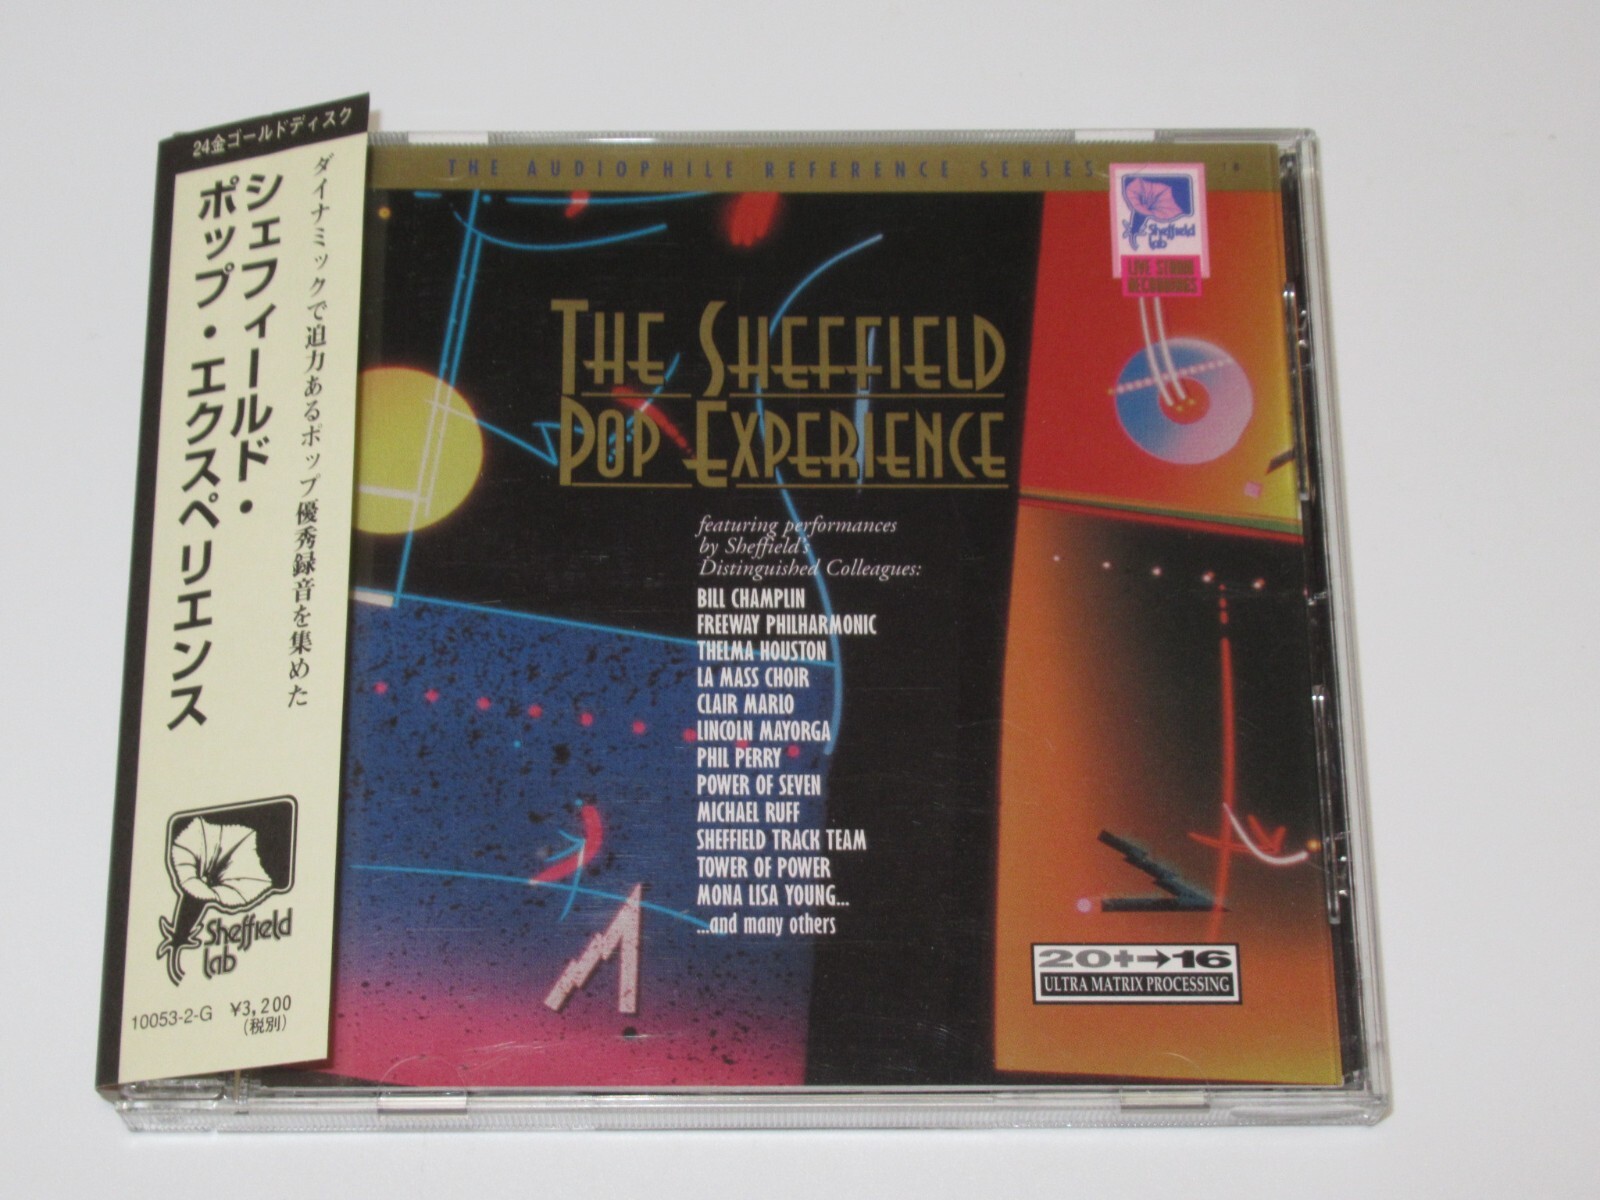 24金ゴールドディスク
ダイナミックで迫力あるポップ優秀録音を集めた
シェフィールド・
ポップ・エクスペリエンス
Sheffield
lab
10053-2-G ¥3,200
(税別)
THE AUDIOPHILE REFERENCE SERIES
Sheffield
lab
LIVE STUDIO
RECORDINGS
THE SHEFFIELD
POP EXPERIENCE
featuring performances
by Sheffield's
Distinguished Colleagues:
BILL CHAMPLIN
FREEWAY PHILHARMONIC
THELMA HOUSTON
LA MASS CHOIR
CLAIR MARLO
LINCOLN MAYORGA
PHIL PERRY
POWER OF SEVEN
MICHAEL RUFF
SHEFFIELD TRACK TEAM
TOWER OF POWER
MONA LISA YOUNG...
...and many others
20+→16
ULTRA MATRIX PROCESSING